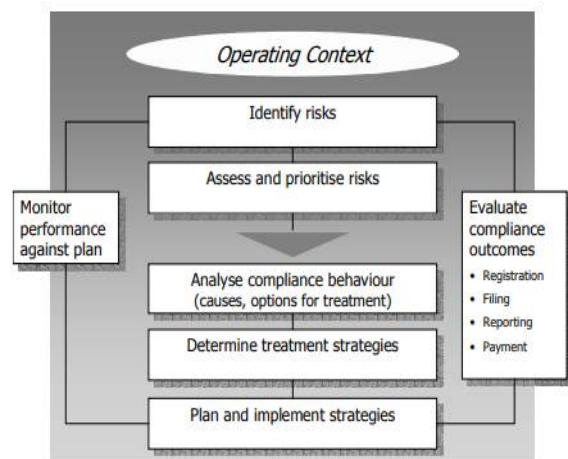 Operating Context
Identify risks
Assess and prioritise risks
Monitor
performance
against plan
Evaluate
compliance
outcomes
• Registration
• Filing
• Reporting
• Payment
Analyse compliance behaviour
(causes, options for treatment)
Determine treatment strategies
Plan and implement strategies